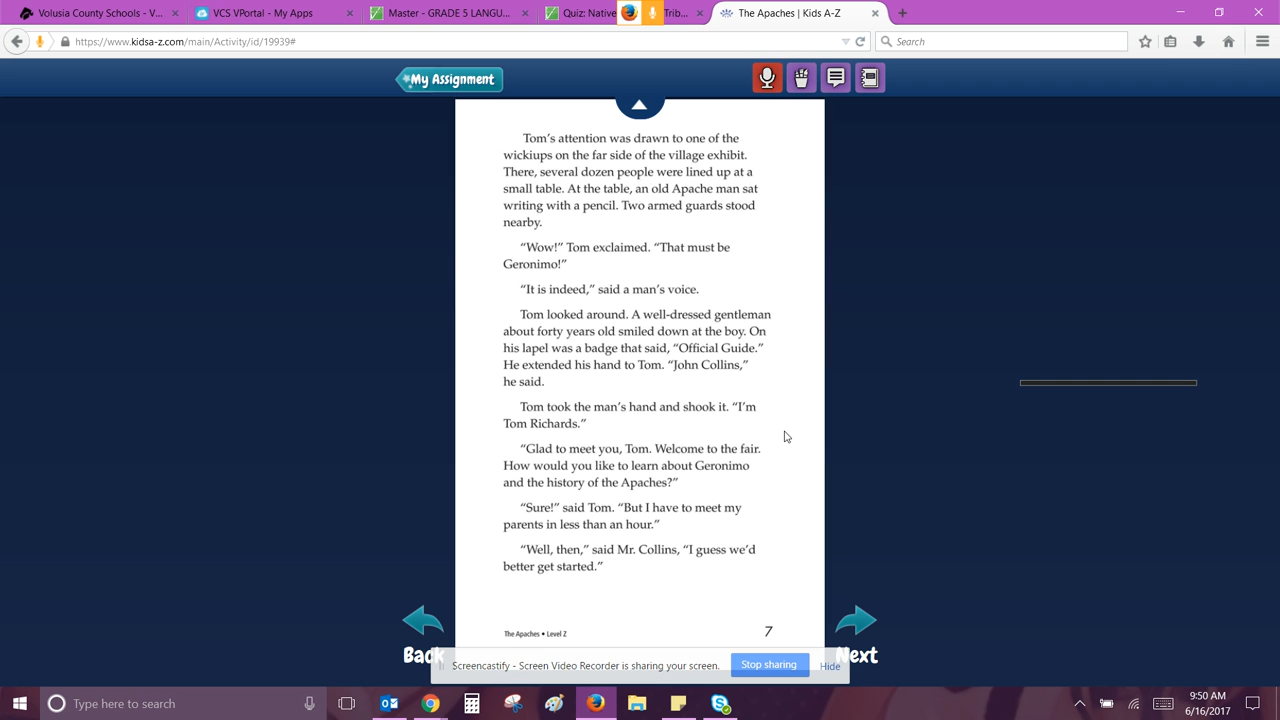 Volusia County Schools - V...
VCS VPortal - My Apps
Master - GRADE 5 LANGU...
Quiz: Native
Trib...
The Apaches | Kids A-Z
https://www.kidsa-z.com/main/Activity/id/19939#
Search
My Assignment
Tom’s attention was drawn to one of the
wickiups on the far side of the village exhibit.
There, several dozen people were lined up at a
small table. At the table, an old Apache man sat
writing with a pencil. Two armed guards stood
nearby.
“Wow!” Tom exclaimed. “That must be
Geronimo!”
“It is indeed,” said a man’s voice.
Tom looked around. A well-dressed gentleman
about forty years old smiled down at the boy. On
his lapel was a badge that said, “Official Guide.”
He extended his hand to Tom. “John Collins,”
he said.
Tom took the man’s hand and shook it. “I’m
Tom Richards.”
“Glad to meet you, Tom. Welcome to the fair.
How would you like to learn about Geronimo
and the history of the Apaches?”
“Sure!” said Tom. “But I have to meet my
parents in less than an hour.”
“Well, then,” said Mr. Collins, “I guess we’d
better get started.”
The Apaches • Level Z
7
Back
Next
Screencastify - Screen Video Recorder is sharing your screen.
Stop sharing
Hide
Type here to search
9:50 AM
6/16/2017